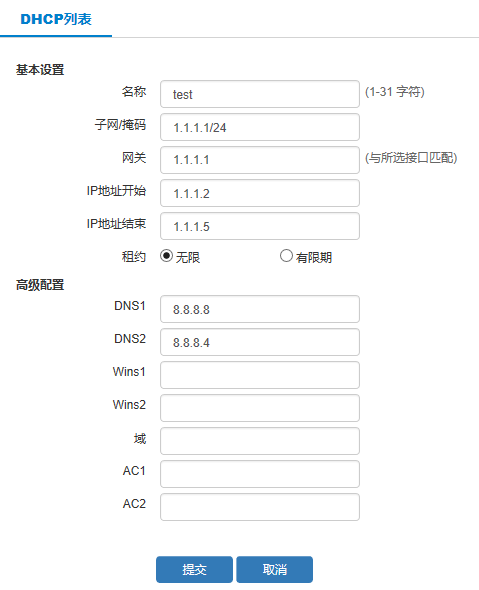 DHCP列表
基本设置
名称 test (1-31 字符)
子网/掩码 1.1.1.1/24
网关 1.1.1.1 (与所选接口匹配)
IP地址开始 1.1.1.2
IP地址结束 1.1.1.5
租约 无限 有限期
高级配置
DNS1 8.8.8.8
DNS2 8.8.8.4
Wins1
Wins2
域
AC1
AC2
提交 取消